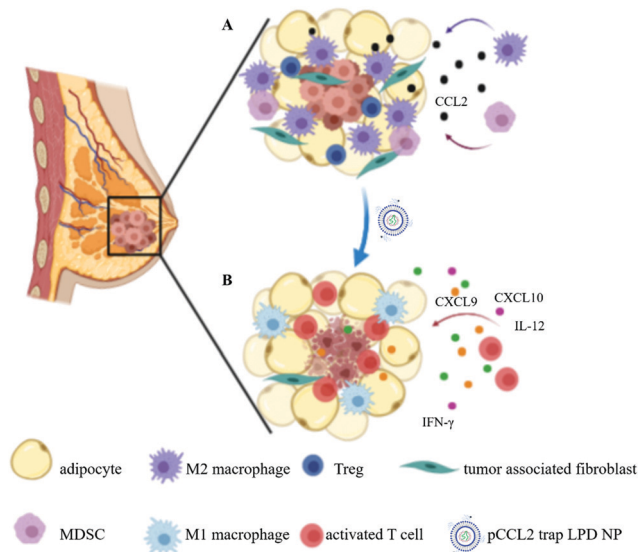 A
CCL2
B
CXCL9
CXCL10
IL-12
IFN-γ
adipocyte
M2 macrophage
Treg
tumor associated fibroblast
MDSC
M1 macrophage
activated T cell
pCCL2 trap LPD NP